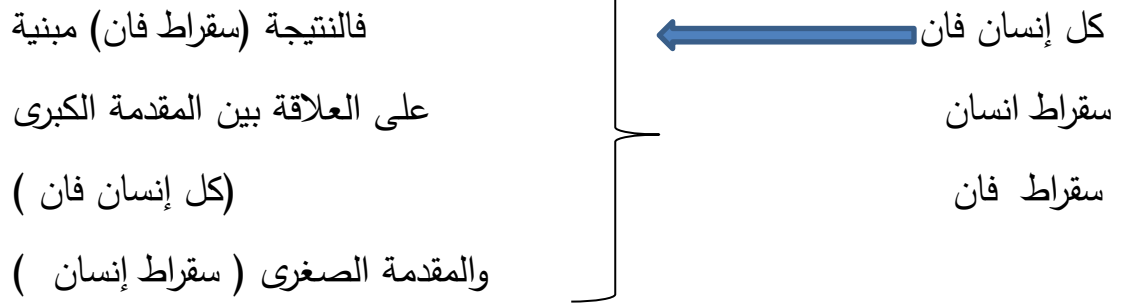 كل إنسان فان
سقراط انسان
سقراط فان
فالنتيجة (سقراط فان) مبنية
على العلاقة بين المقدمة الكبرى
(كل إنسان فان )
والمقدمة الصغرى ( سقراط إنسان )